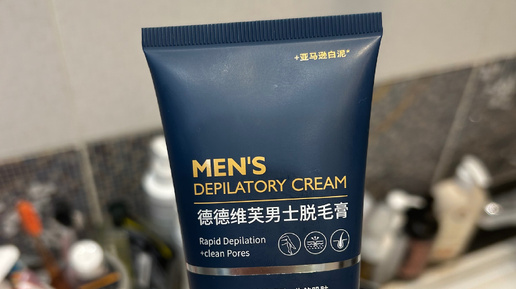 +亚马逊白泥*
MEN'S
DEPILATORY CREAM
德德维芙男士脱毛膏
Rapid Depilation
+clean Pores